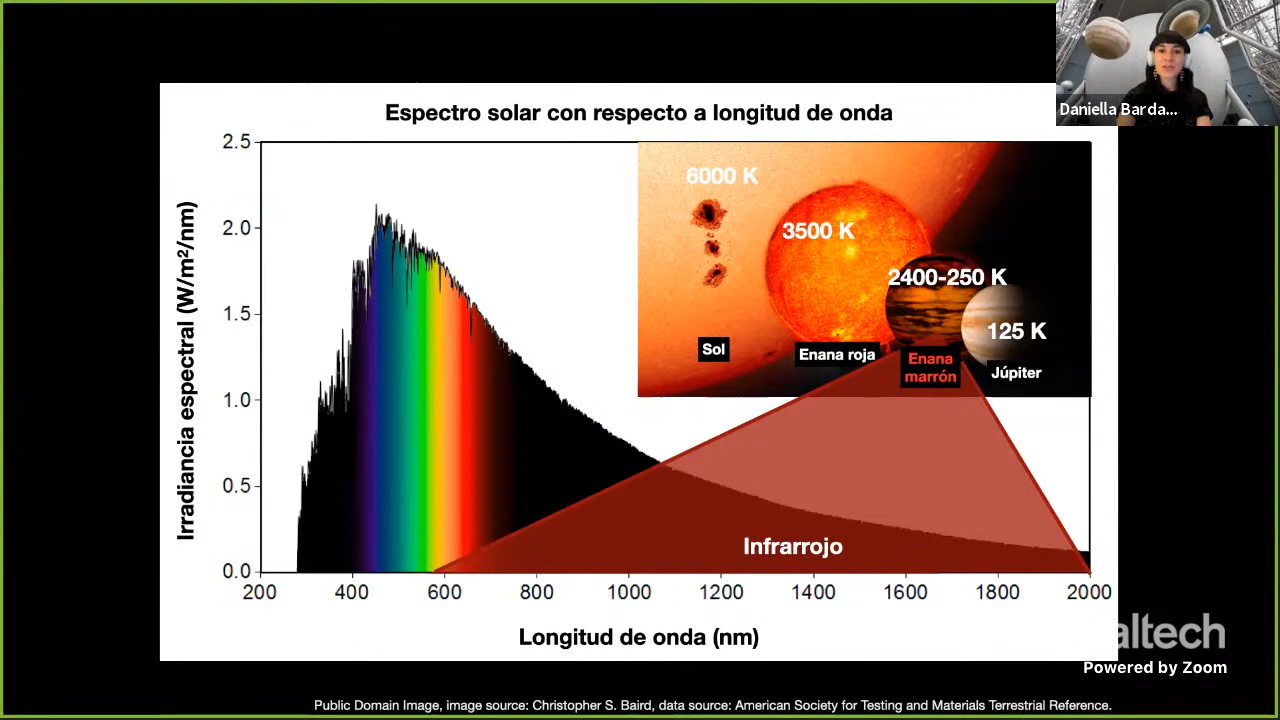 Daniella Barda...
Espectro solar con respecto a longitud de onda
Irradiancia espectral (W/m²/nm)
2.5
2.0
1.5
1.0
0.5
0.0
6000 K
3500 K
2400-250 K
125 K
Sol
Enana roja
Enana
marrón
Júpiter
Infrarrojo
200 400 600 800 1000 1200 1400 1600 1800 2000
Longitud de onda (nm)
altech
Powered by Zoom
Public Domain Image, image source: Christopher S. Baird, data source: American Society for Testing and Materials Terrestrial Reference.